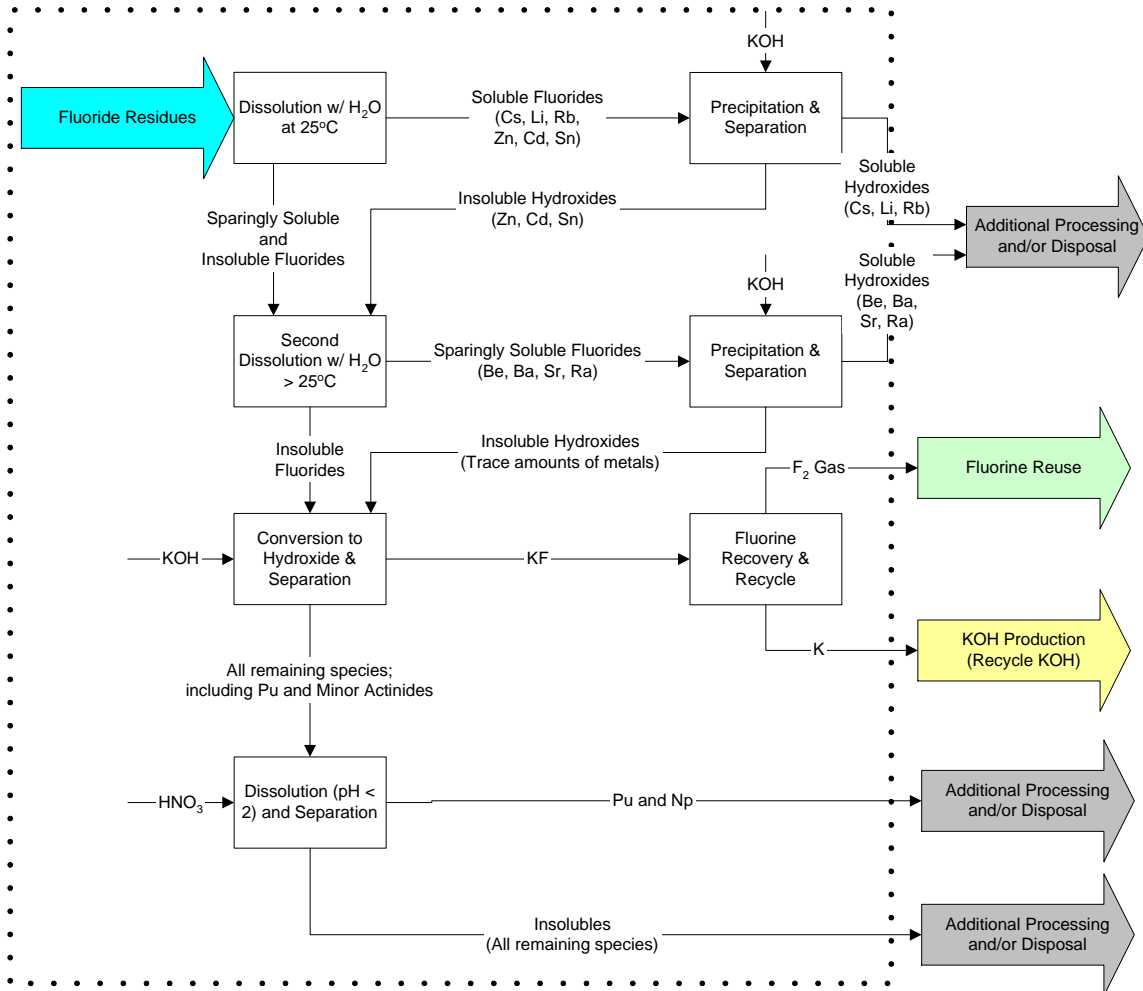 KOH
Fluoride Residues
Dissolution w/ H₂O
at 25°C
Soluble Fluorides
(Cs, Li, Rb,
Zn, Cd, Sn)
Precipitation &
Separation
Soluble
Hydroxides
(Cs, Li, Rb)
Insoluble Hydroxides
(Zn, Cd, Sn)
Sparingly Soluble
and
Insoluble Fluorides
Additional Processing
and/or Disposal
KOH
Soluble
Hydroxides
(Be, Ba,
Sr, Ra)
Second
Dissolution w/ H₂O
> 25°C
Sparingly Soluble Fluorides
(Be, Ba, Sr, Ra)
Precipitation &
Separation
Insoluble
Fluorides
Insoluble Hydroxides
(Trace amounts of metals)
F₂ Gas
Fluorine Reuse
KOH
Conversion to
Hydroxide &
Separation
KF
Fluorine
Recovery &
Recycle
K
KOH Production
(Recycle KOH)
All remaining species;
including Pu and Minor Actinides
HNO₃
Dissolution (pH <
2) and Separation
Pu and Np
Additional Processing
and/or Disposal
Insolubles
(All remaining species)
Additional Processing
and/or Disposal